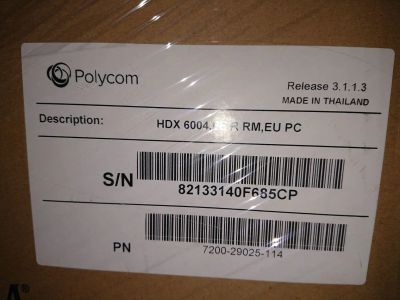 Polycom
Release 3.1.1.3
MADE IN THAILAND
Description: HDX 6004, R RM,EU PC
S/N
82133140F685CP
PN
7200-29025-114